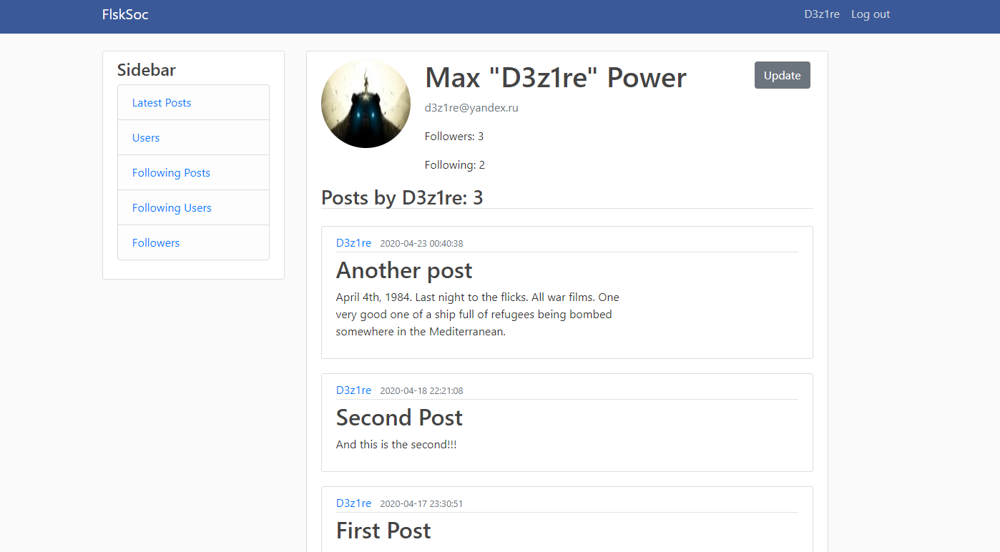 FlskSoc
D3z1re Log out
Sidebar
Latest Posts
Users
Following Posts
Following Users
Followers
Max "D3z1re" Power
Update
d3z1re@yandex.ru
Followers: 3
Following: 2
Posts by D3z1re: 3
D3z1re 2020-04-23 00:40:38
Another post
April 4th, 1984. Last night to the flicks. All war films. One
very good one of a ship full of refugees being bombed
somewhere in the Mediterranean.
D3z1re 2020-04-18 22:21:08
Second Post
And this is the second!!!
D3z1re 2020-04-17 23:30:51
First Post